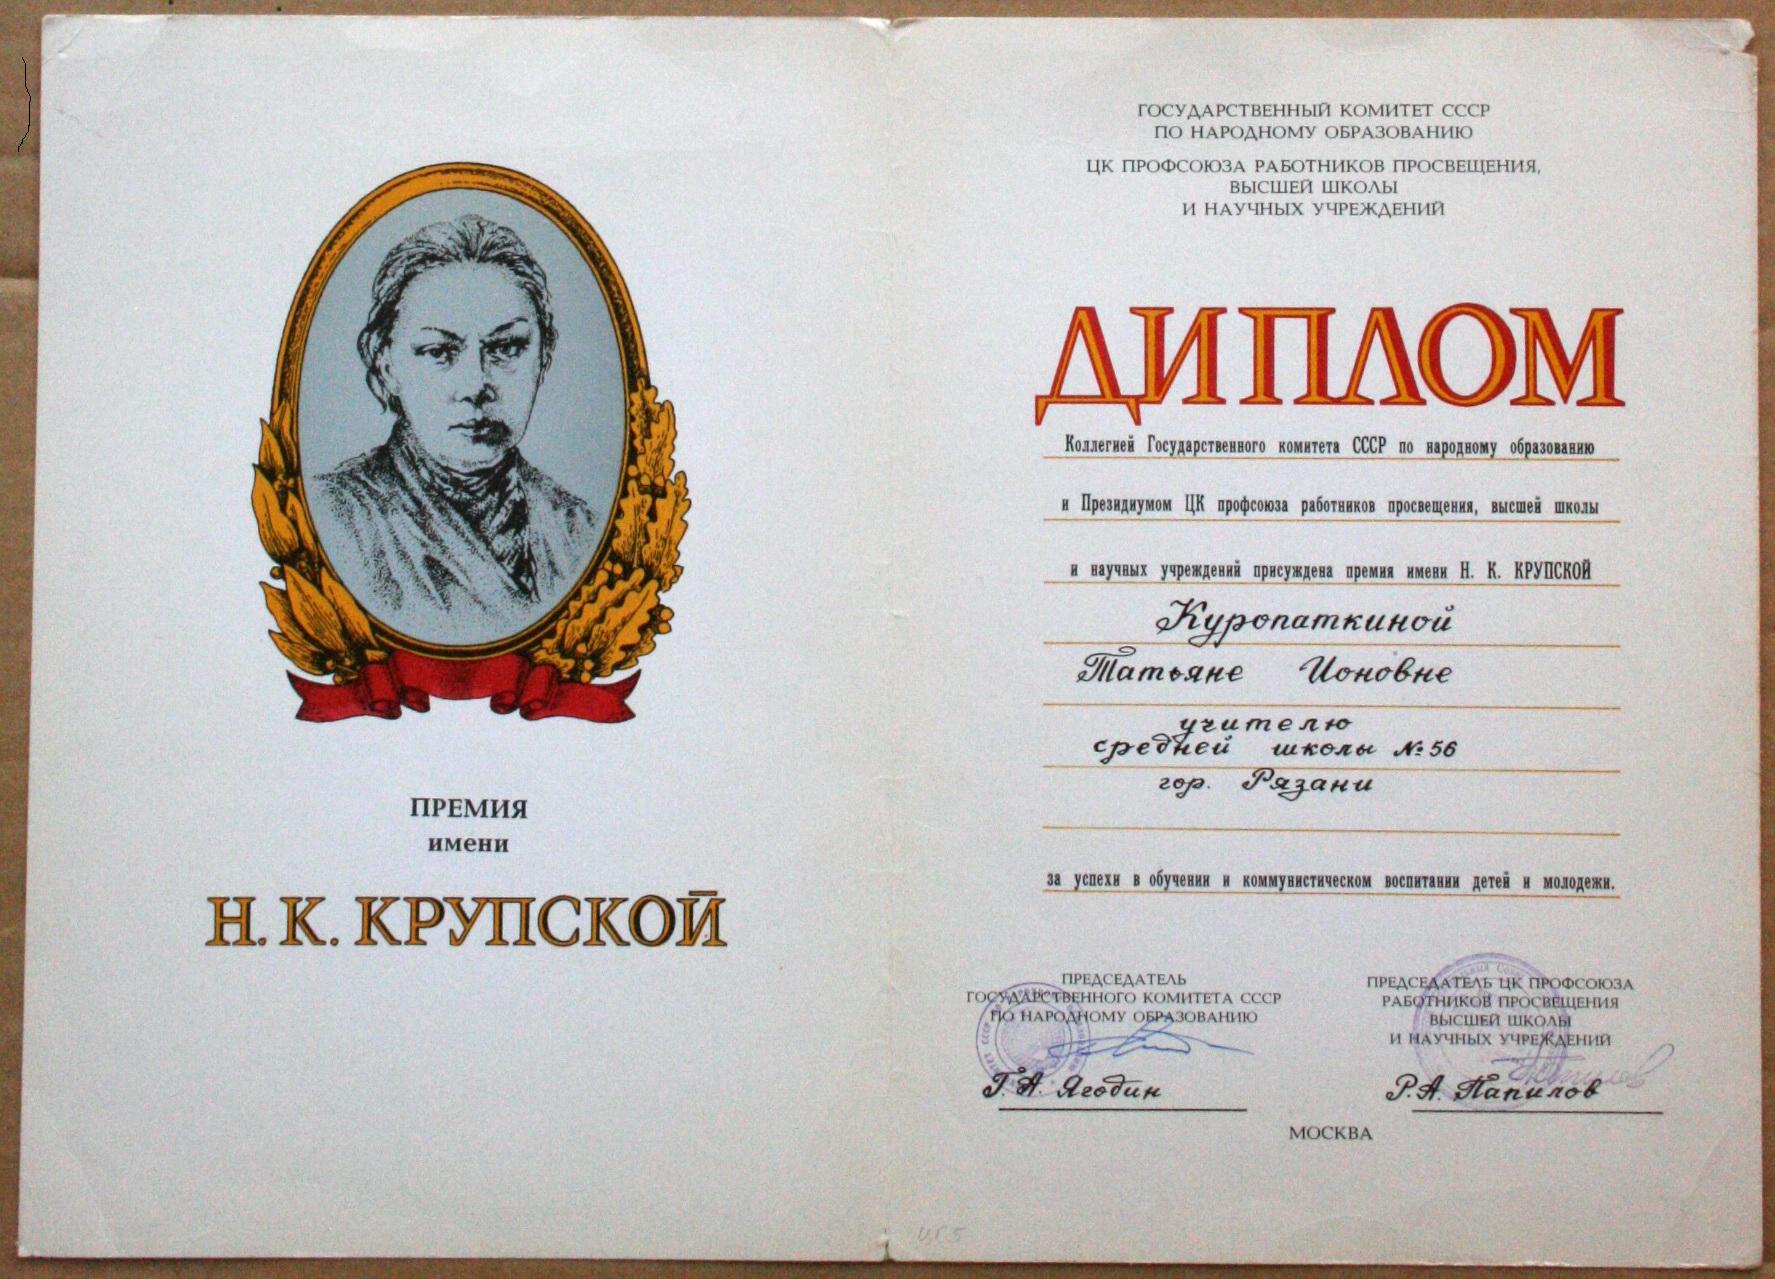 ПРЕМИЯ
имени
Н. К. КРУПСКОЙ
ГОСУДАРСТВЕННЫЙ КОМИТЕТ СССР
ПО НАРОДНОМУ ОБРАЗОВАНИЮ
ЦК ПРОФСОЮЗА РАБОТНИКОВ ПРОСВЕЩЕНИЯ,
ВЫСШЕЙ ШКОЛЫ
И НАУЧНЫХ УЧРЕЖДЕНИЙ
ДИПЛОМ
Коллегией Государственного комитета СССР по народному образованию
и Президиумом ЦК профсоюза работников просвещения, высшей школы
и научных учреждений присуждена премия имени Н. К. КРУПСКОЙ
Куропаткиной
Татьяне Ионовне
учителю
средней школы № 56
гор. Рязани
за успехи в обучении и коммунистическом воспитании детей и молодежи.
ПРЕДСЕДАТЕЛЬ
ГОСУДАРСТВЕННОГО КОМИТЕТА СССР
ПО НАРОДНОМУ ОБРАЗОВАНИЮ
Г. А. Ягодин
ПРЕДСЕДАТЕЛЬ ЦК ПРОФСОЮЗА
РАБОТНИКОВ ПРОСВЕЩЕНИЯ
ВЫСШЕЙ ШКОЛЫ
И НАУЧНЫХ УЧРЕЖДЕНИЙ
Р. А. Папилов
МОСКВА